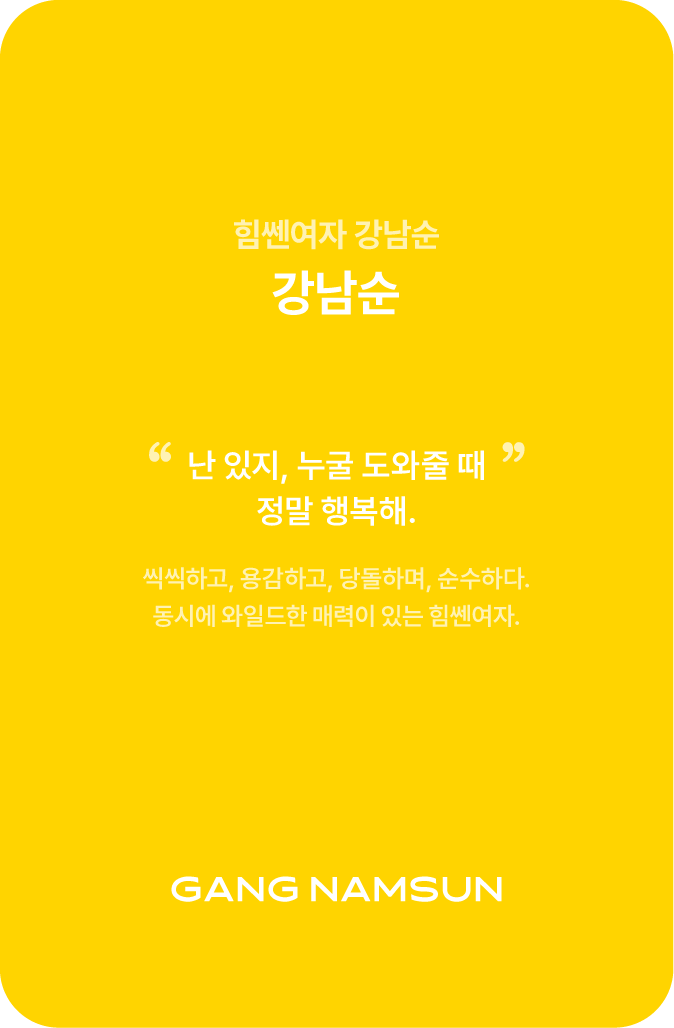 힘쎈여자 강남순
강남순
“ 난 있지, 누굴 도와줄 때 ”
정말 행복해.
씩씩하고, 용감하고, 당돌하며, 순수하다.
동시에 와일드한 매력이 있는 힘쎈여자.
GANG NAMSUN